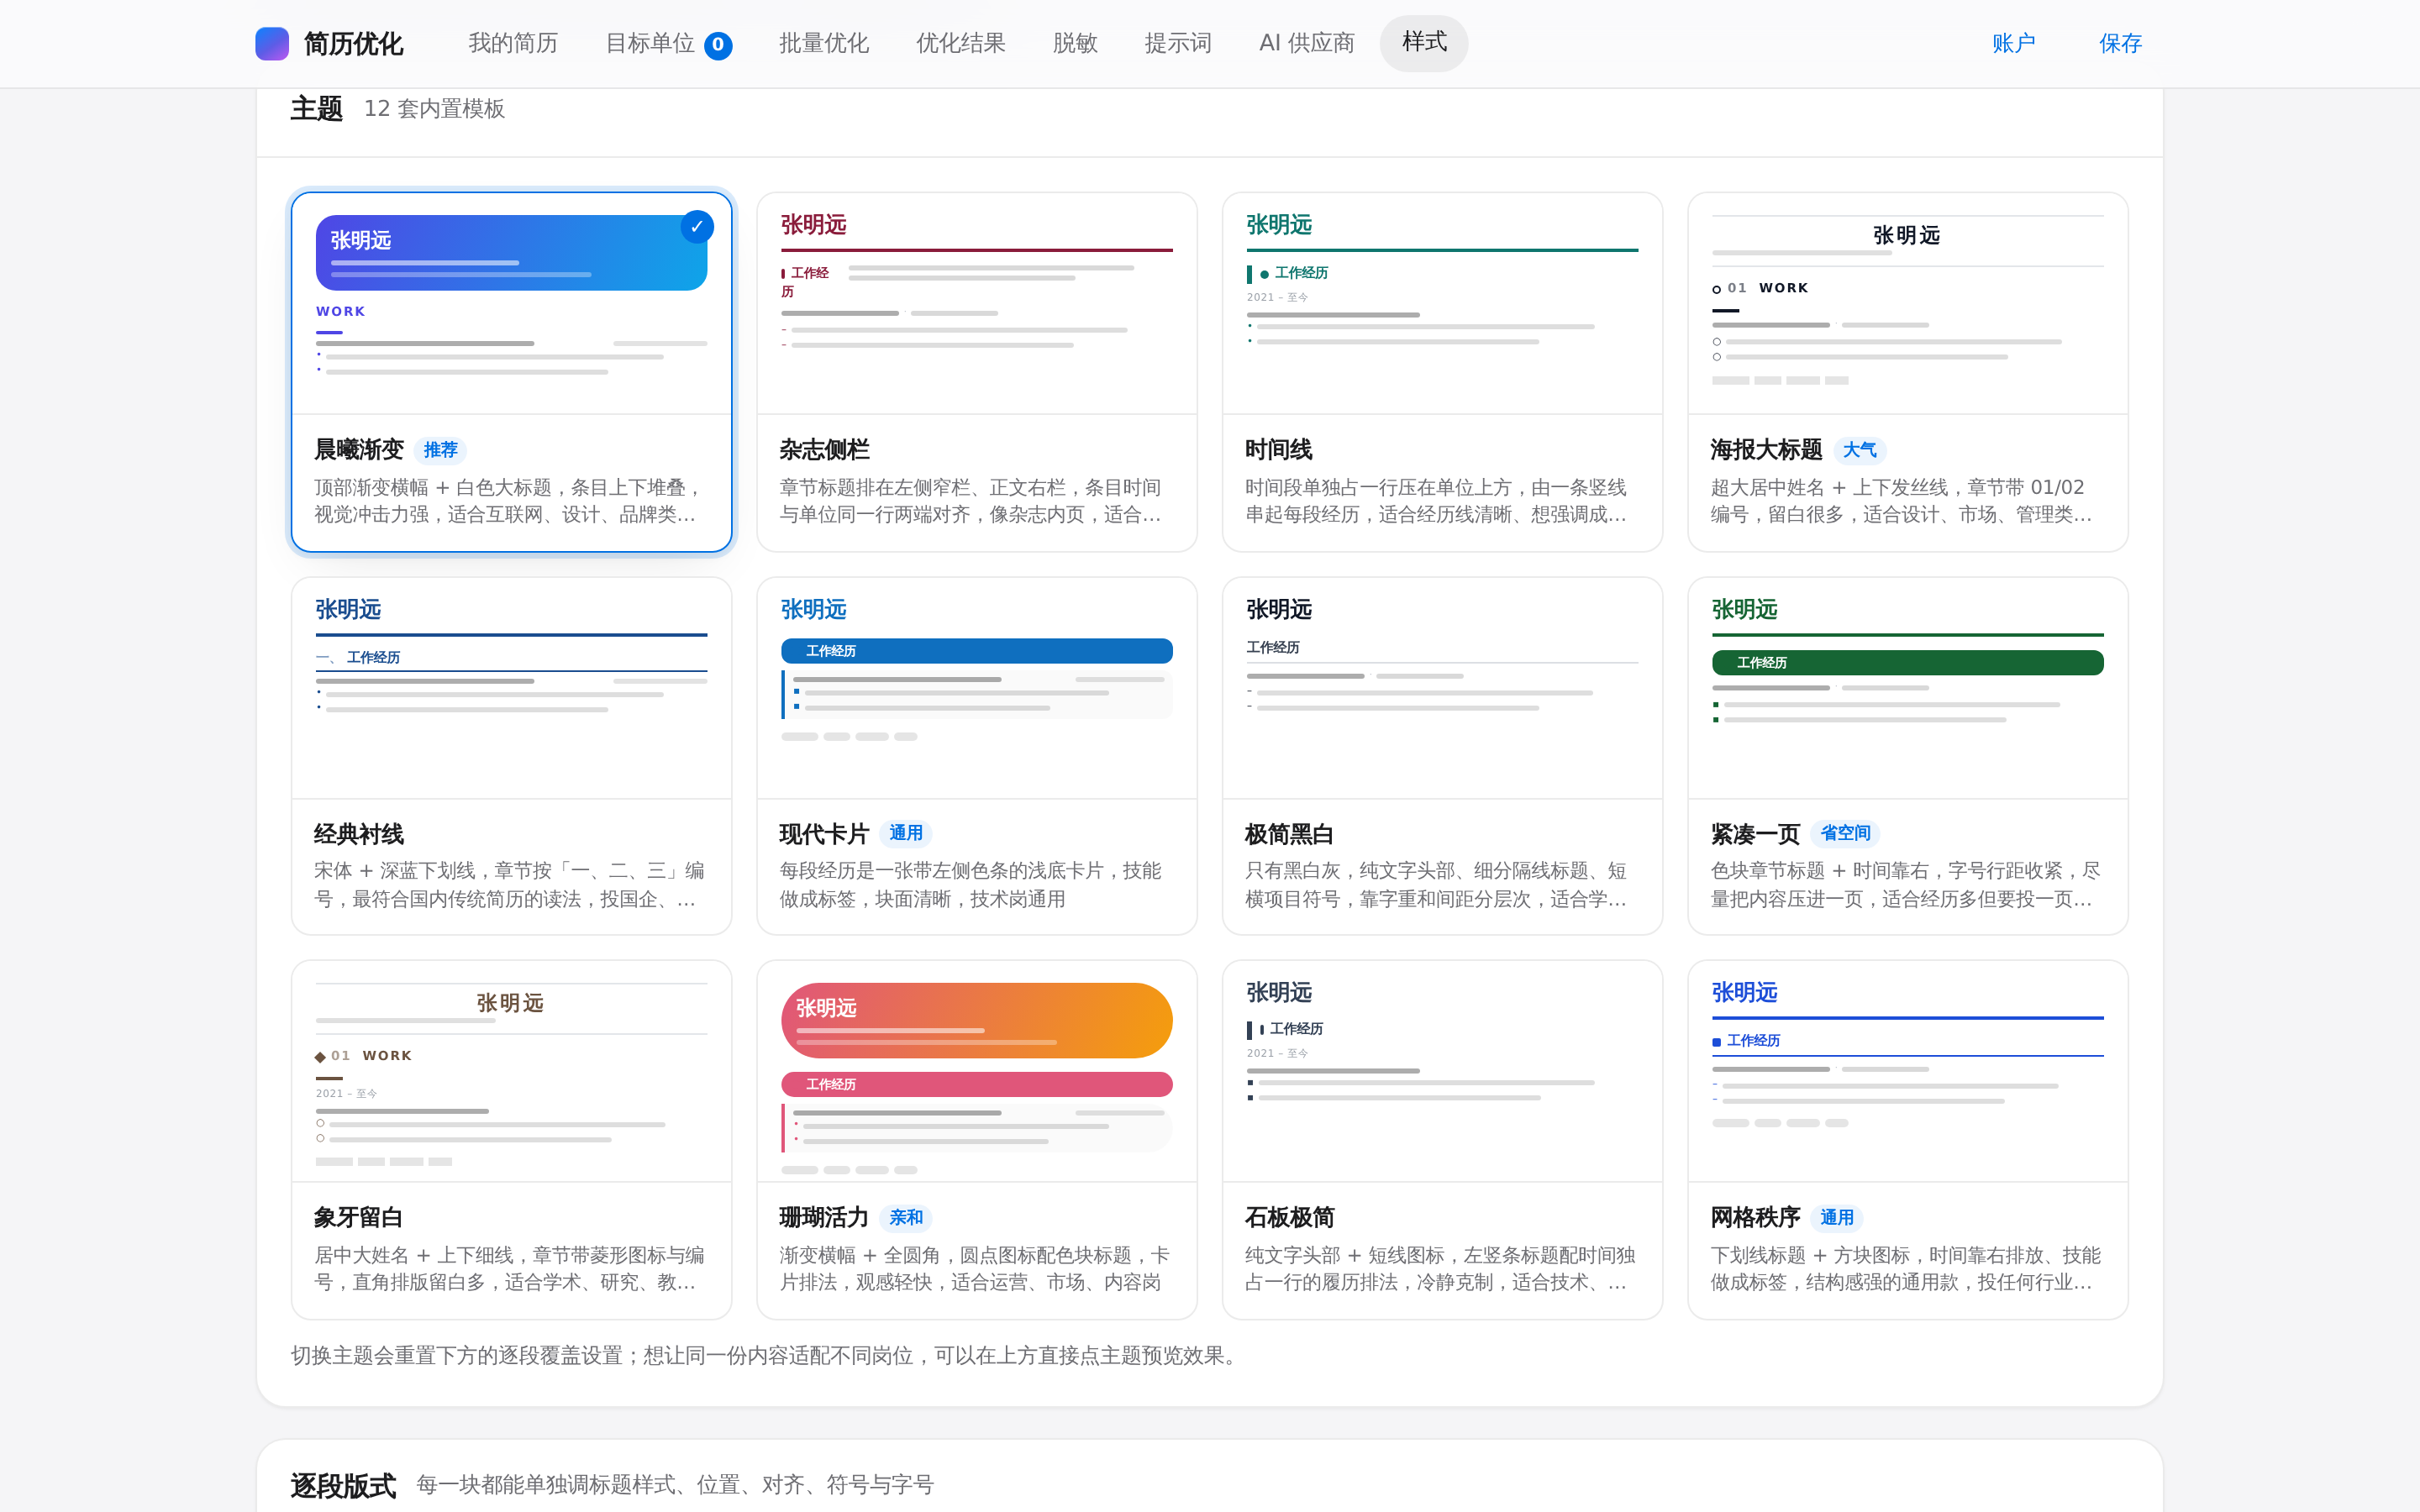 简历优化 我的简历 目标单位 0 批量优化 优化结果 脱敏 提示词 AI 供应商 样式 账户 保存
主题 12 套内置模板
张明远
✓
WORK
晨曦渐变 推荐
顶部渐变横幅 + 白色大标题，条目上下堆叠，
视觉冲击力强，适合互联网、设计、品牌类…
张明远
工作经
历
杂志侧栏
章节标题排在左侧窄栏、正文右栏，条目时间
与单位同一行两端对齐，像杂志内页，适合…
张明远
工作经历
2021 – 至今
时间线
时间段单独占一行压在单位上方，由一条竖线
串起每段经历，适合经历线清晰、想强调成…
张明远
01 WORK
海报大标题 大气
超大居中姓名 + 上下发丝线，章节带 01/02
编号，留白很多，适合设计、市场、管理类…
张明远
一、 工作经历
经典衬线
宋体 + 深蓝下划线，章节按「一、二、三」编
号，最符合国内传统简历的读法，投国企、…
张明远
工作经历
现代卡片 通用
每段经历是一张带左侧色条的浅底卡片，技能
做成标签，块面清晰，技术岗通用
张明远
工作经历
极简黑白
只有黑白灰，纯文字头部、细分隔线标题、短
横项目符号，靠字重和间距分层次，适合学…
张明远
工作经历
紧凑一页 省空间
色块章节标题 + 时间靠右，字号行距收紧，尽
量把内容压进一页，适合经历多但要投一页…
张明远
01 WORK
2021 – 至今
象牙留白
居中大姓名 + 上下细线，章节带菱形图标与编
号，直角排版留白多，适合学术、研究、教…
张明远
工作经历
珊瑚活力 亲和
渐变横幅 + 全圆角，圆点图标配色块标题，卡
片排法，观感轻快，适合运营、市场、内容岗
张明远
工作经历
2021 – 至今
石板极简
纯文字头部 + 短线图标，左竖条标题配时间独
占一行的履历排法，冷静克制，适合技术、…
张明远
工作经历
网格秩序 通用
下划线标题 + 方块图标，时间靠右排放、技能
做成标签，结构感强的通用款，投任何行业…
切换主题会重置下方的逐段覆盖设置；想让同一份内容适配不同岗位，可以在上方直接点主题预览效果。
逐段版式 每一块都能单独调标题样式、位置、对齐、符号与字号